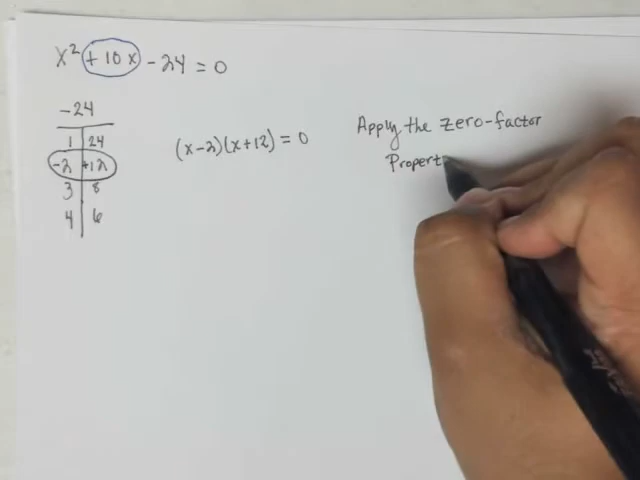 x² + 10x - 24 = 0
-24
1 | 24
-2 | +12
3 | 8
4 | 6
(x-2)(x+12) = 0
Apply the zero-factor
Propert